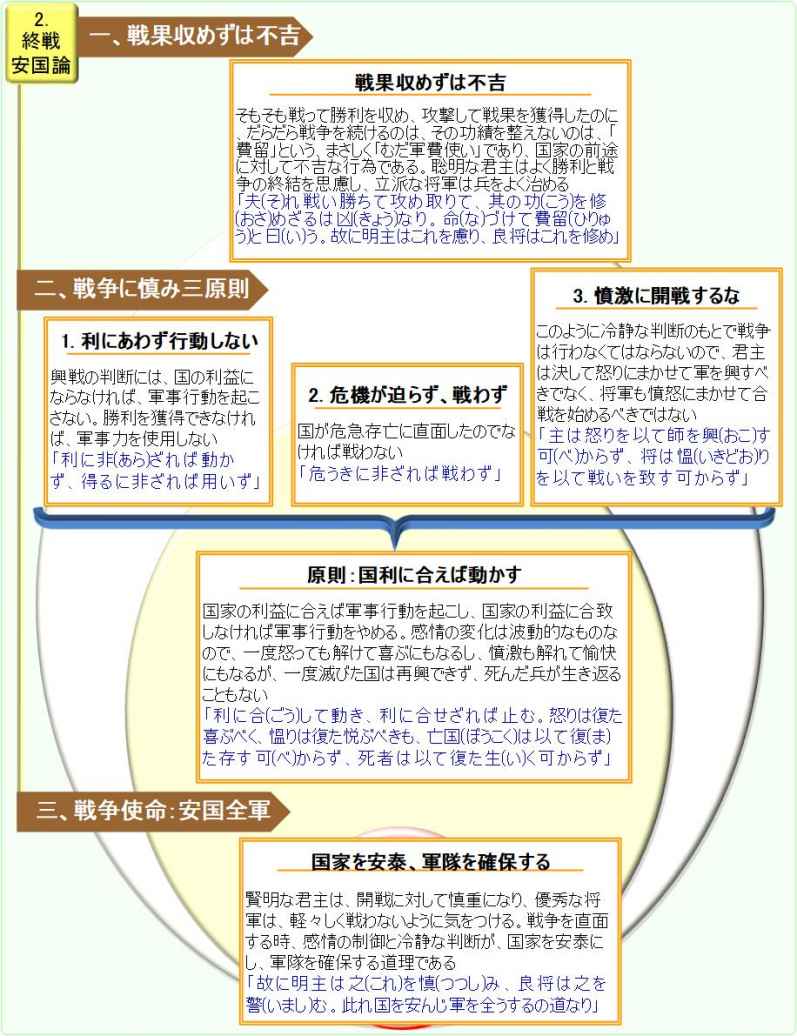 2.
終戦
安国論
一、戦果収めずは不吉
戦果収めずは不吉
そもそも戦って勝利を収め、攻撃して戦果を獲得したのに
、だらだら戦争を続けるのは、その功績を整えないのは、「
費留」という、まさしく「むだ軍費使い」であり、国家の前途
に対して不吉な行為である。聡明な君主はよく勝利と戦
争の終結を思慮し、立派な将軍は兵をよく治める
「夫(そ)れ戦い勝ちて攻め取りて、其の功(こう)を修
(おさ)めざるは凶(きょう)なり。命(な)づけて費留(ひりゅ
う)と曰(い)う。故に明主はこれを慮り、良将はこれを修め」
二、戦争に慎み三原則
1. 利にあわず行動しない
興戦の判断には、国の利益に
ならなければ、軍事行動を起こ
さない。勝利を獲得できなけれ
ば、軍事力を使用しない
「利に非(あら)ざれば動か
ず、得るに非ざれば用いず」
2. 危機が迫らず、戦わず
国が危急存亡に直面したのでな
ければ戦わない
「危うきに非ざれば戦わず」
3. 憤激に開戦するな
このように冷静な判断のもとで戦争
は行わなくてはならないので、君主
は決して怒りにまかせて軍を興すべ
きでなく、将軍も憤怒にまかせて合
戦を始めるべきではない
「主は怒りを以て師を興(おこ)す
可(べ)からず、将は慍(いきどお)り
を以て戦いを致す可からず」
原則：国利に合えば動かす
国家の利益に合えば軍事行動を起こし、国家の利益に合致
しなければ軍事行動をやめる。感情の変化は波動的なものな
ので、一度怒っても解けて喜ぶにもなるし、憤激も解れて愉快
にもなるが、一度滅びた国は再興できず、死んだ兵が生き返る
こともない
「利に合(ごう)して動き、利に合せざれば止む。怒りは復た
喜ぶべく、慍りは復た悦ぶべきも、亡国((ぼうこく)は以て復(ま)
た存す可(べ)からず、死者は以て復た生(い)く可からず」
三、戦争使命：安国全軍
国家を安泰、軍隊を確保する
賢明な君主は、開戦に対して慎重になり、優秀な将
軍は、軽々しく戦わないように気をつける。戦争を直面
する時、感情の制御と冷静な判断が、国家を安泰に
し、軍隊を確保する道理である
「故に明主は之(これ)を慎(つつし)み、良将は之を
警(いまし)む。此れ国を安んじ軍を全うするの道なり」